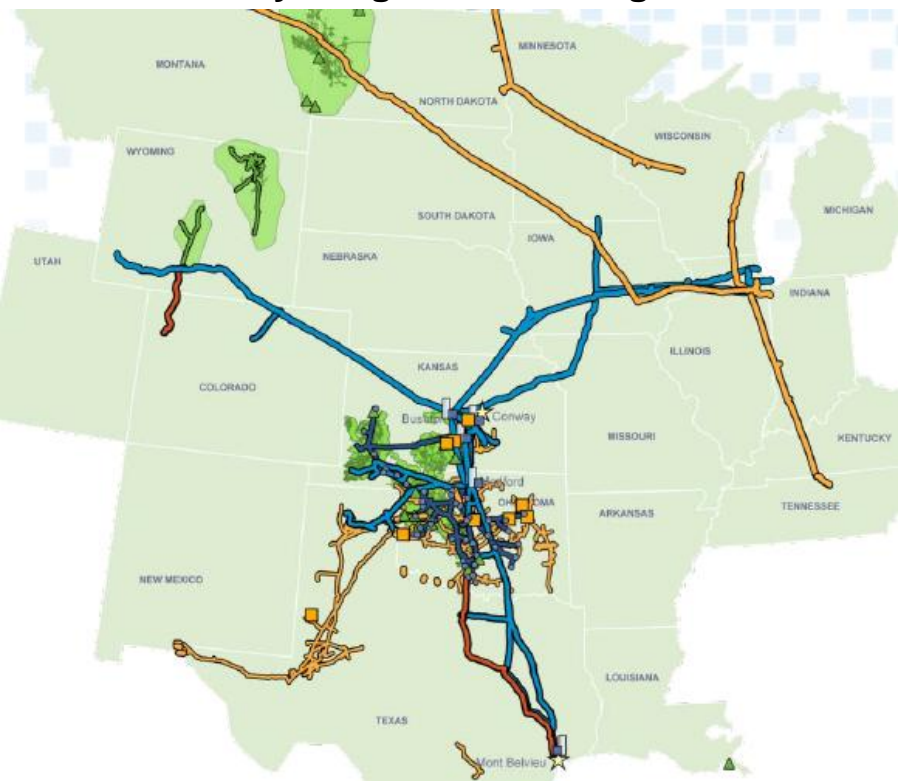 MINNESOTA
MONTANA
NORTH DAKOTA
WISCONSIN
WYOMING
MICHIGAN
SOUTH DAKOTA
IOWA
UTAH
NEBRASKA
INDIANA
ILLINOIS
KANSAS
COLORADO
Conway
MISSOURI
KENTUCKY
TENNESSEE
ARKANSAS
NEW MEXICO
LOUISIANA
TEXAS
Mont Belvieu